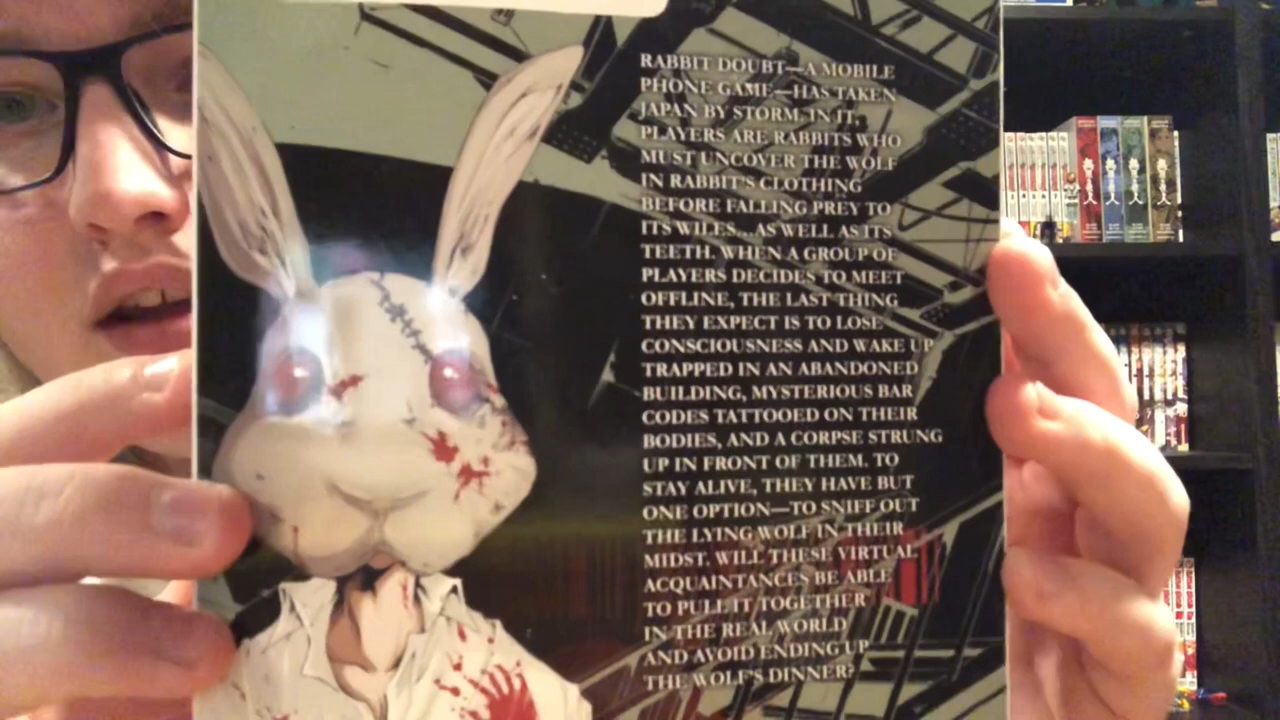 RABBIT DOUBT—A MOBILE
PHONE GAME—HAS TAKEN
JAPAN BY STORM. IN IT,
PLAYERS ARE RABBITS WHO
MUST UNCOVER THE WOLF
IN RABBIT'S CLOTHING
BEFORE FALLING PREY TO
ITS WILES...AS WELL AS ITS
TEETH. WHEN A GROUP OF
PLAYERS DECIDES TO MEET
OFFLINE, THE LAST THING
THEY EXPECT IS TO LOSE
CONSCIOUSNESS AND WAKE UP
TRAPPED IN AN ABANDONED
BUILDING, MYSTERIOUS BAR
CODES TATTOOED ON THEIR
BODIES, AND A CORPSE STRUNG
UP IN FRONT OF THEM. TO
STAY ALIVE, THEY HAVE BUT
ONE OPTION—TO SNIFF OUT
THE LYING WOLF IN THEIR
MIDST. WILL THESE VIRTUAL
ACQUAINTANCES BE ABLE
TO PULL IT TOGETHER
IN THE REAL WORLD
AND AVOID ENDING UP
THE WOLF'S DINNER?